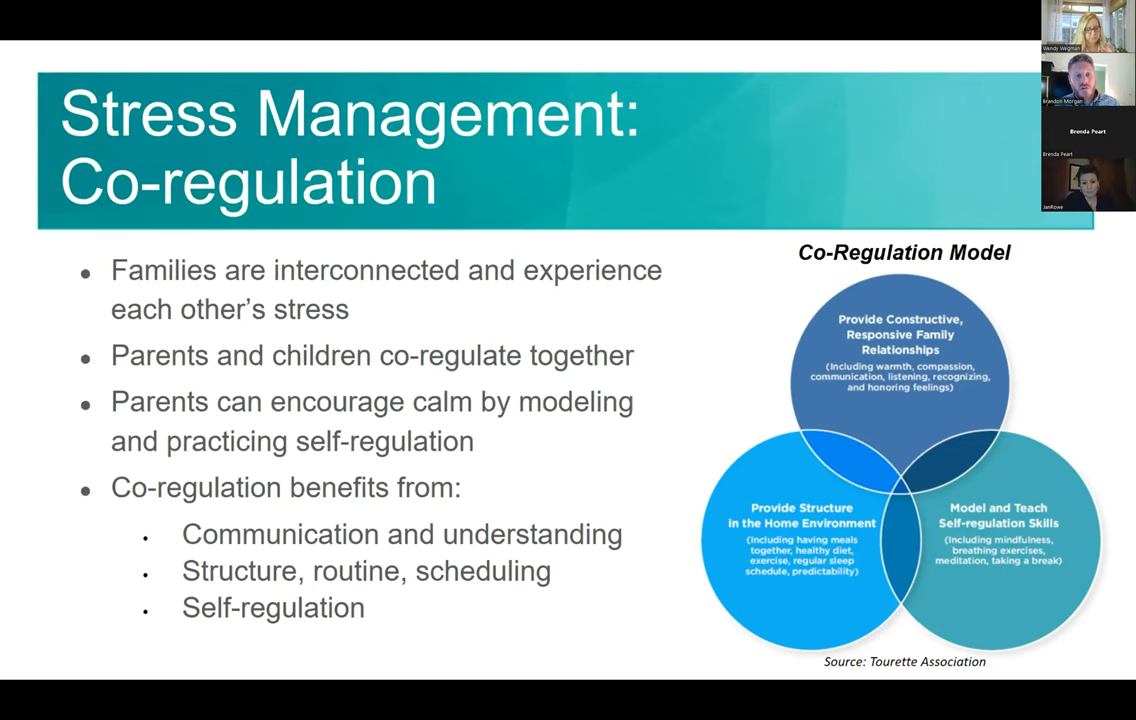 Stress Management:
Co-regulation
• Families are interconnected and experience
each other’s stress
• Parents and children co-regulate together
• Parents can encourage calm by modeling
and practicing self-regulation
• Co-regulation benefits from:
• Communication and understanding
• Structure, routine, scheduling
• Self-regulation
Co-Regulation Model
Provide Constructive,
Responsive Family
Relationships
(Including warmth, compassion,
communication, listening, recognizing,
and honoring feelings)
Provide Structure
in the Home Environment
(Including having meals
together, healthy diet,
exercise, regular sleep
schedule, predictability)
Model and Teach
Self-regulation Skills
(Including mindfulness,
breathing exercises,
meditation, taking a break)
Source: Tourette Association
Wendy Wegman
Brandon Morgan
Brenda Peart
Brenda Peart
JanRowe